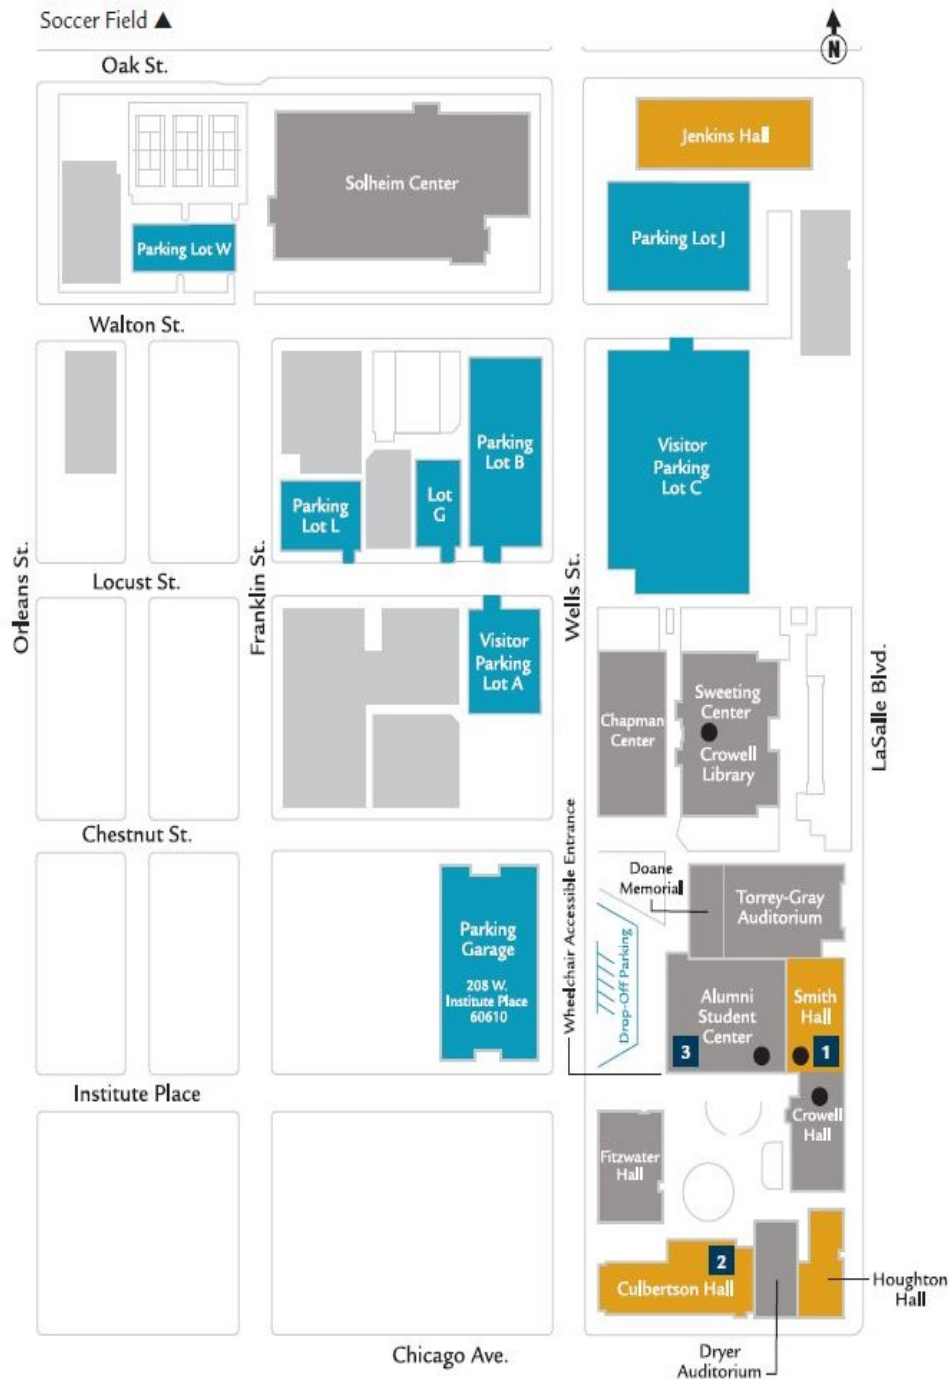 Soccer Field ▲
N
Oak St.
Jenkins Hall
Solheim Center
Parking Lot J
Parking Lot W
Walton St.
Parking
Lot B
Visitor
Parking
Lot C
Lot
G
Parking
Lot L
Orleans St.
Franklin St.
Wells St.
LaSalle Blvd.
Locust St.
Visitor
Parking
Lot A
Sweeting
Center
Crowell
Library
Chapman
Center
Chestnut St.
Wheelchair Accessible Entrance
Doane
Memorial
Torrey-Gray
Auditorium
Parking
Garage
208 W.
Institute Place
60610
Drop-Off Parking
Alumni
Student
Center
3
Smith
Hall
1
Institute Place
Crowell
Hall
Fitzwater
Hall
2
Culbertson Hall
Houghton
Hall
Chicago Ave.
Dryer
Auditorium